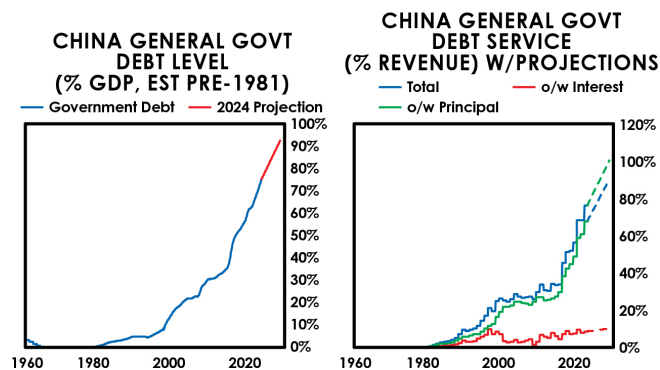 CHINA GENERAL GOVT
DEBT LEVEL
(% GDP, EST PRE-1981)
Government Debt
2024 Projection
100%
90%
80%
70%
60%
50%
40%
30%
20%
10%
0%
1960
1980
2000
2020
CHINA GENERAL GOVT
DEBT SERVICE
(% REVENUE) W/PROJECTIONS
Total
o/w Interest
o/w Principal
120%
100%
80%
60%
40%
20%
0%
1960
1980
2000
2020